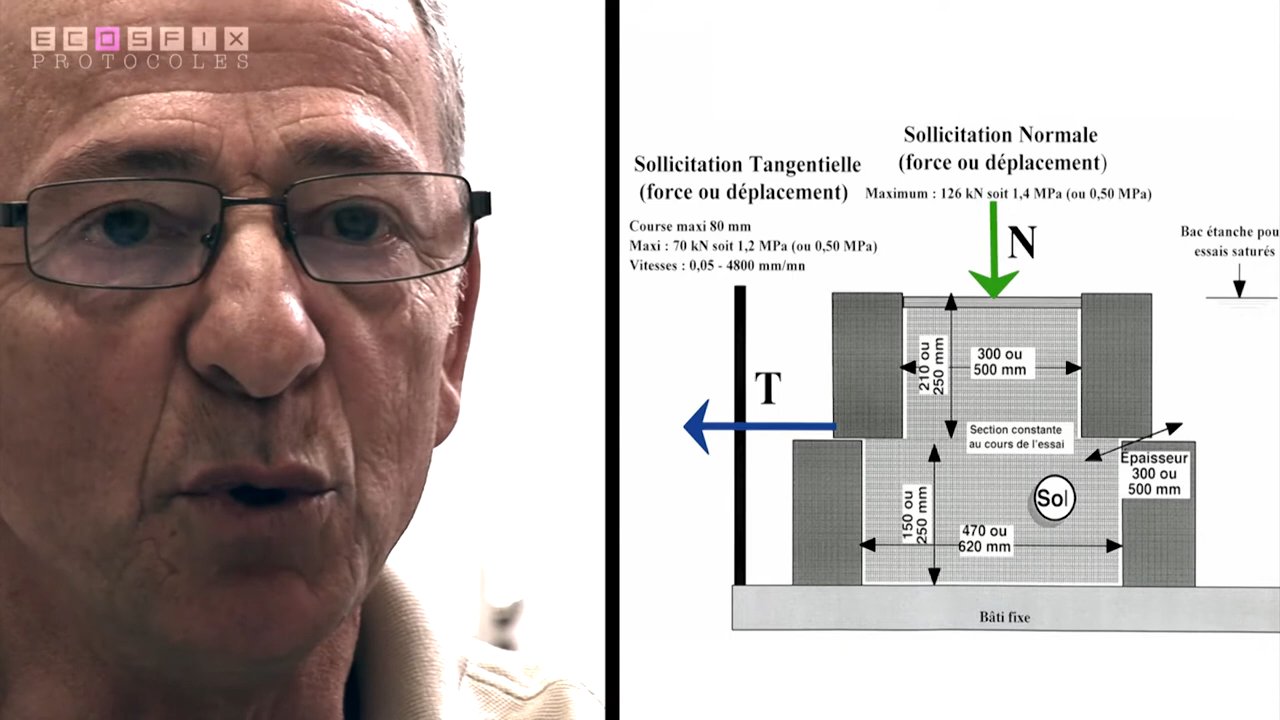 ECOSFIX
PROTOCOLES
Sollicitation Normale
(force ou déplacement)
Maximum : 126 kN soit 1,4 MPa (ou 0,50 MPa)
Sollicitation Tangentielle
(force ou déplacement)
Course maxi 80 mm
Maxi : 70 kN soit 1,2 MPa (ou 0,50 MPa)
Vitesses : 0,05 - 4800 mm/mn
N
Bac étanche pou
essais saturés
T
210 ou
250 mm
300 ou
500 mm
Section constante
au cours de l'essai
Epaisseur
300 ou
500 mm
Sol
150 ou
250 mm
470 ou
620 mm
Bâti fixe